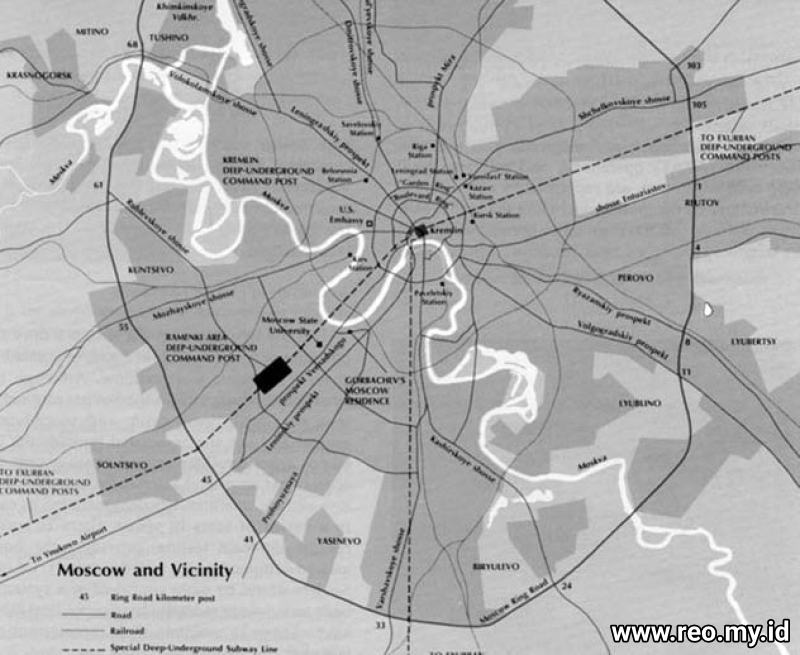 Khimkinskoye
Vdkhr.
MITINO
TUSHINO
68
KRASNOGORSK
Volokolamskoye shosse
Leningradskoye shosse
Dmitrovskoye shosse
prospekt Mira
303
305
Shchelkovskoye shosse
TO EXURBAN
DEEP-UNDERGROUND
COMMAND POSTS
Leningradskiy prospekt
Savelovskiy
Station
Riga
Station
KREMLIN
DEEP-UNDERGROUND
COMMAND POST
Belorussia
Station
Leningrad Station
Yaroslavl' Station
"Garden Ring"
Kazan'
Station
"Boulevard Ring"
Moskva
61
Moskva
U.S.
Embassy
Kremlin
Kursk Station
shosse Entuziastov
1
REUTOV
Rublevskoye shosse
Kiev
Station
4
KUNTSEVO
PEROVO
Paveletskiy
Station
Mozhayskoye shosse
Ryazanskiy prospekt
Volgogradskiy prospekt
55
Moscow State
University
RAMENKI AREA
DEEP-UNDERGROUND
COMMAND POST
8
LYUBERTSY
11
prospekt Vernadskogo
GORBACHEV'S
MOSCOW
RESIDENCE
Leninskiy prospekt
LYUBLINO
Kashirskoye shosse
SOLNTSEVO
Moskva
TO EXURBAN
DEEP-UNDERGROUND
COMMAND POSTS
45
Profsoyuznaya
To Vnukovo Airport
41
YASENEVO
Varshavskoye shosse
BIRYULEVO
24
Moscow Ring Road
33
Moscow and Vicinity
45 Ring Road kilometer post
Road
Railroad
Special Deep-Underground Subway Line
TO EXURBAN
www.reo.my.id